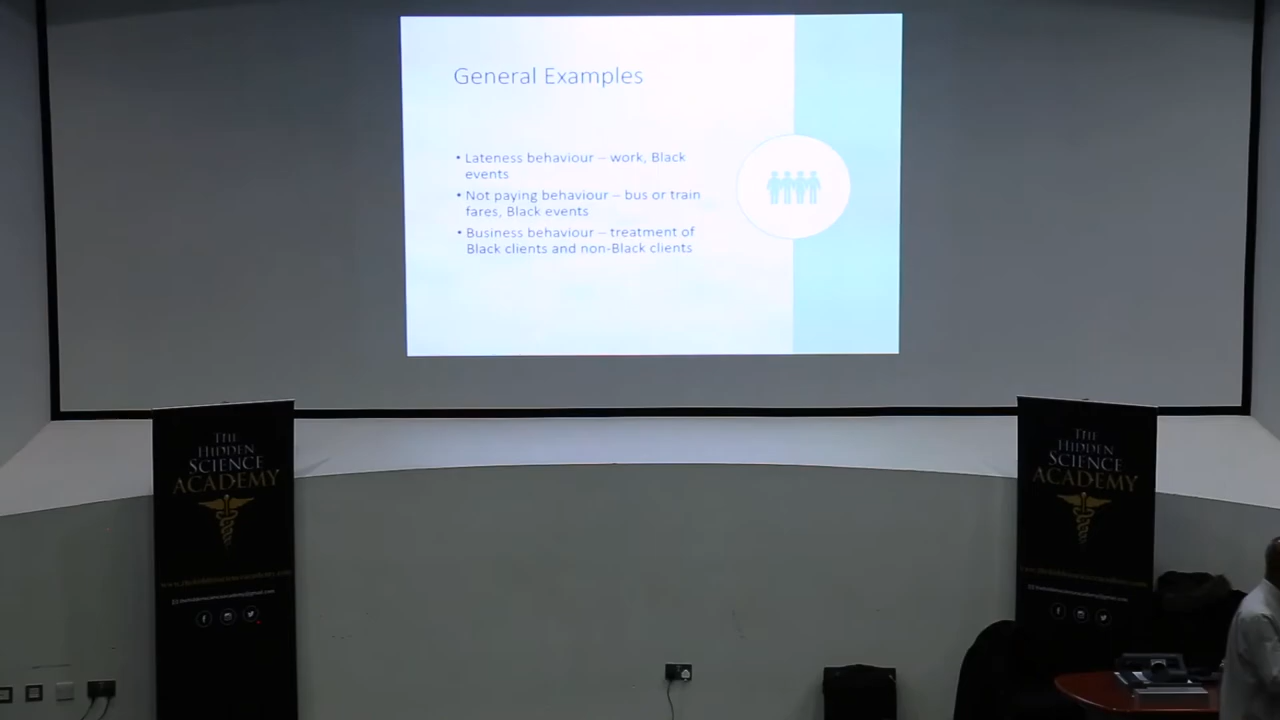 General Examples
• Lateness behaviour – work, Black
events
• Not paying behaviour – bus or train
fares, Black events
• Business behaviour – treatment of
Black clients and non-Black clients
THE
HIDDEN
SCIENCE
ACADEMY
THE
HIDDEN
SCIENCE
ACADEMY